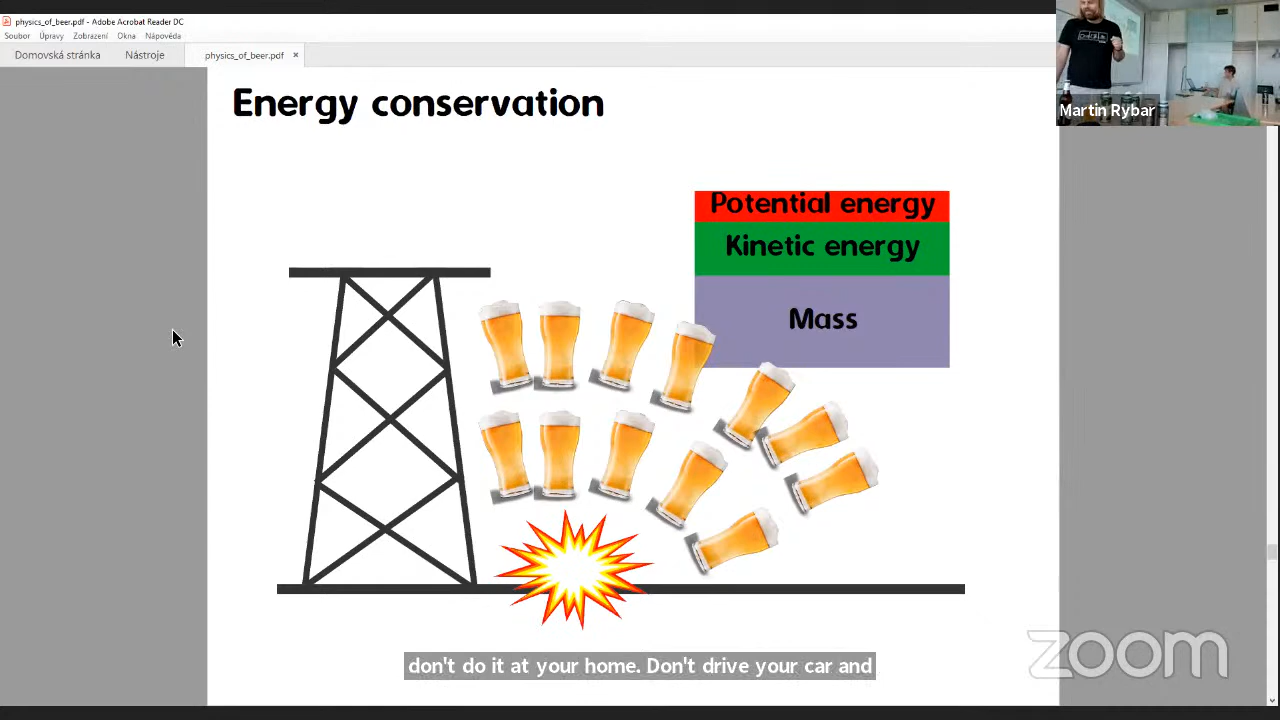 physics_of_beer.pdf - Adobe Acrobat Reader DC
Soubor Úpravy Zobrazení Okna Nápověda
Domovská stránka Nástroje physics_of_beer.pdf ×
Martin Rybar
Energy conservation
Potential energy
Kinetic energy
Mass
don't do it at your home. Don't drive your car and
zoom